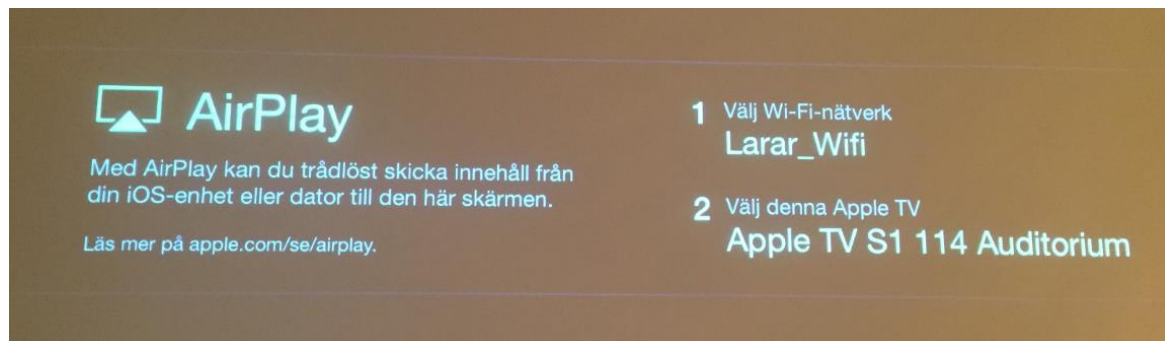 AirPlay
Med AirPlay kan du trådlöst skicka innehåll från
din iOS-enhet eller dator till den här skärmen.
Läs mer på apple.com/se/airplay.
1 Välj Wi-Fi-nätverk
Larar_Wifi
2 Välj denna Apple TV
Apple TV S1 114 Auditorium